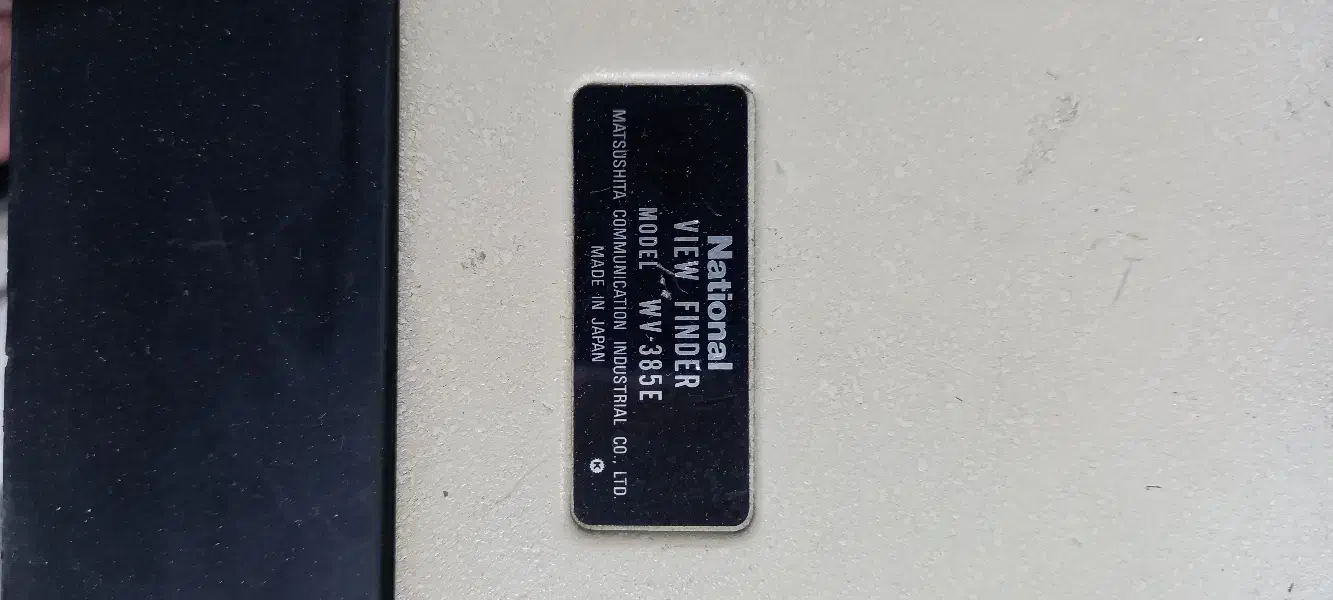 National
VIEW FINDER
MODEL WV-385E
MATSUSHITA COMMUNICATION INDUSTRIAL CO., LTD.
MADE IN JAPAN K